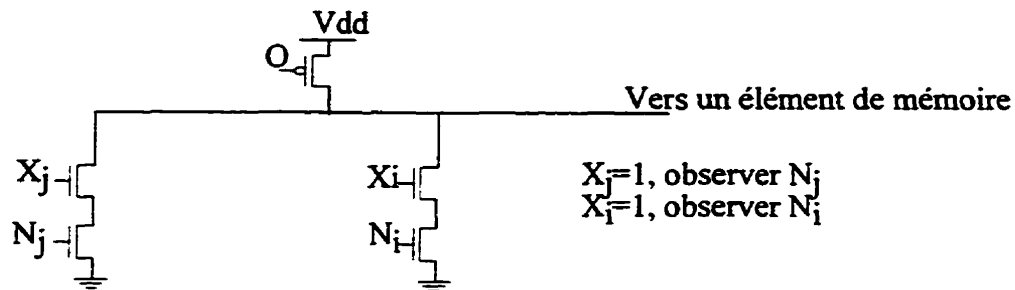 Vdd
O
Vers un élément de mémoire
Xj
Xi
Xj=1, observer Nj
Xi=1, observer Ni
Nj
Ni